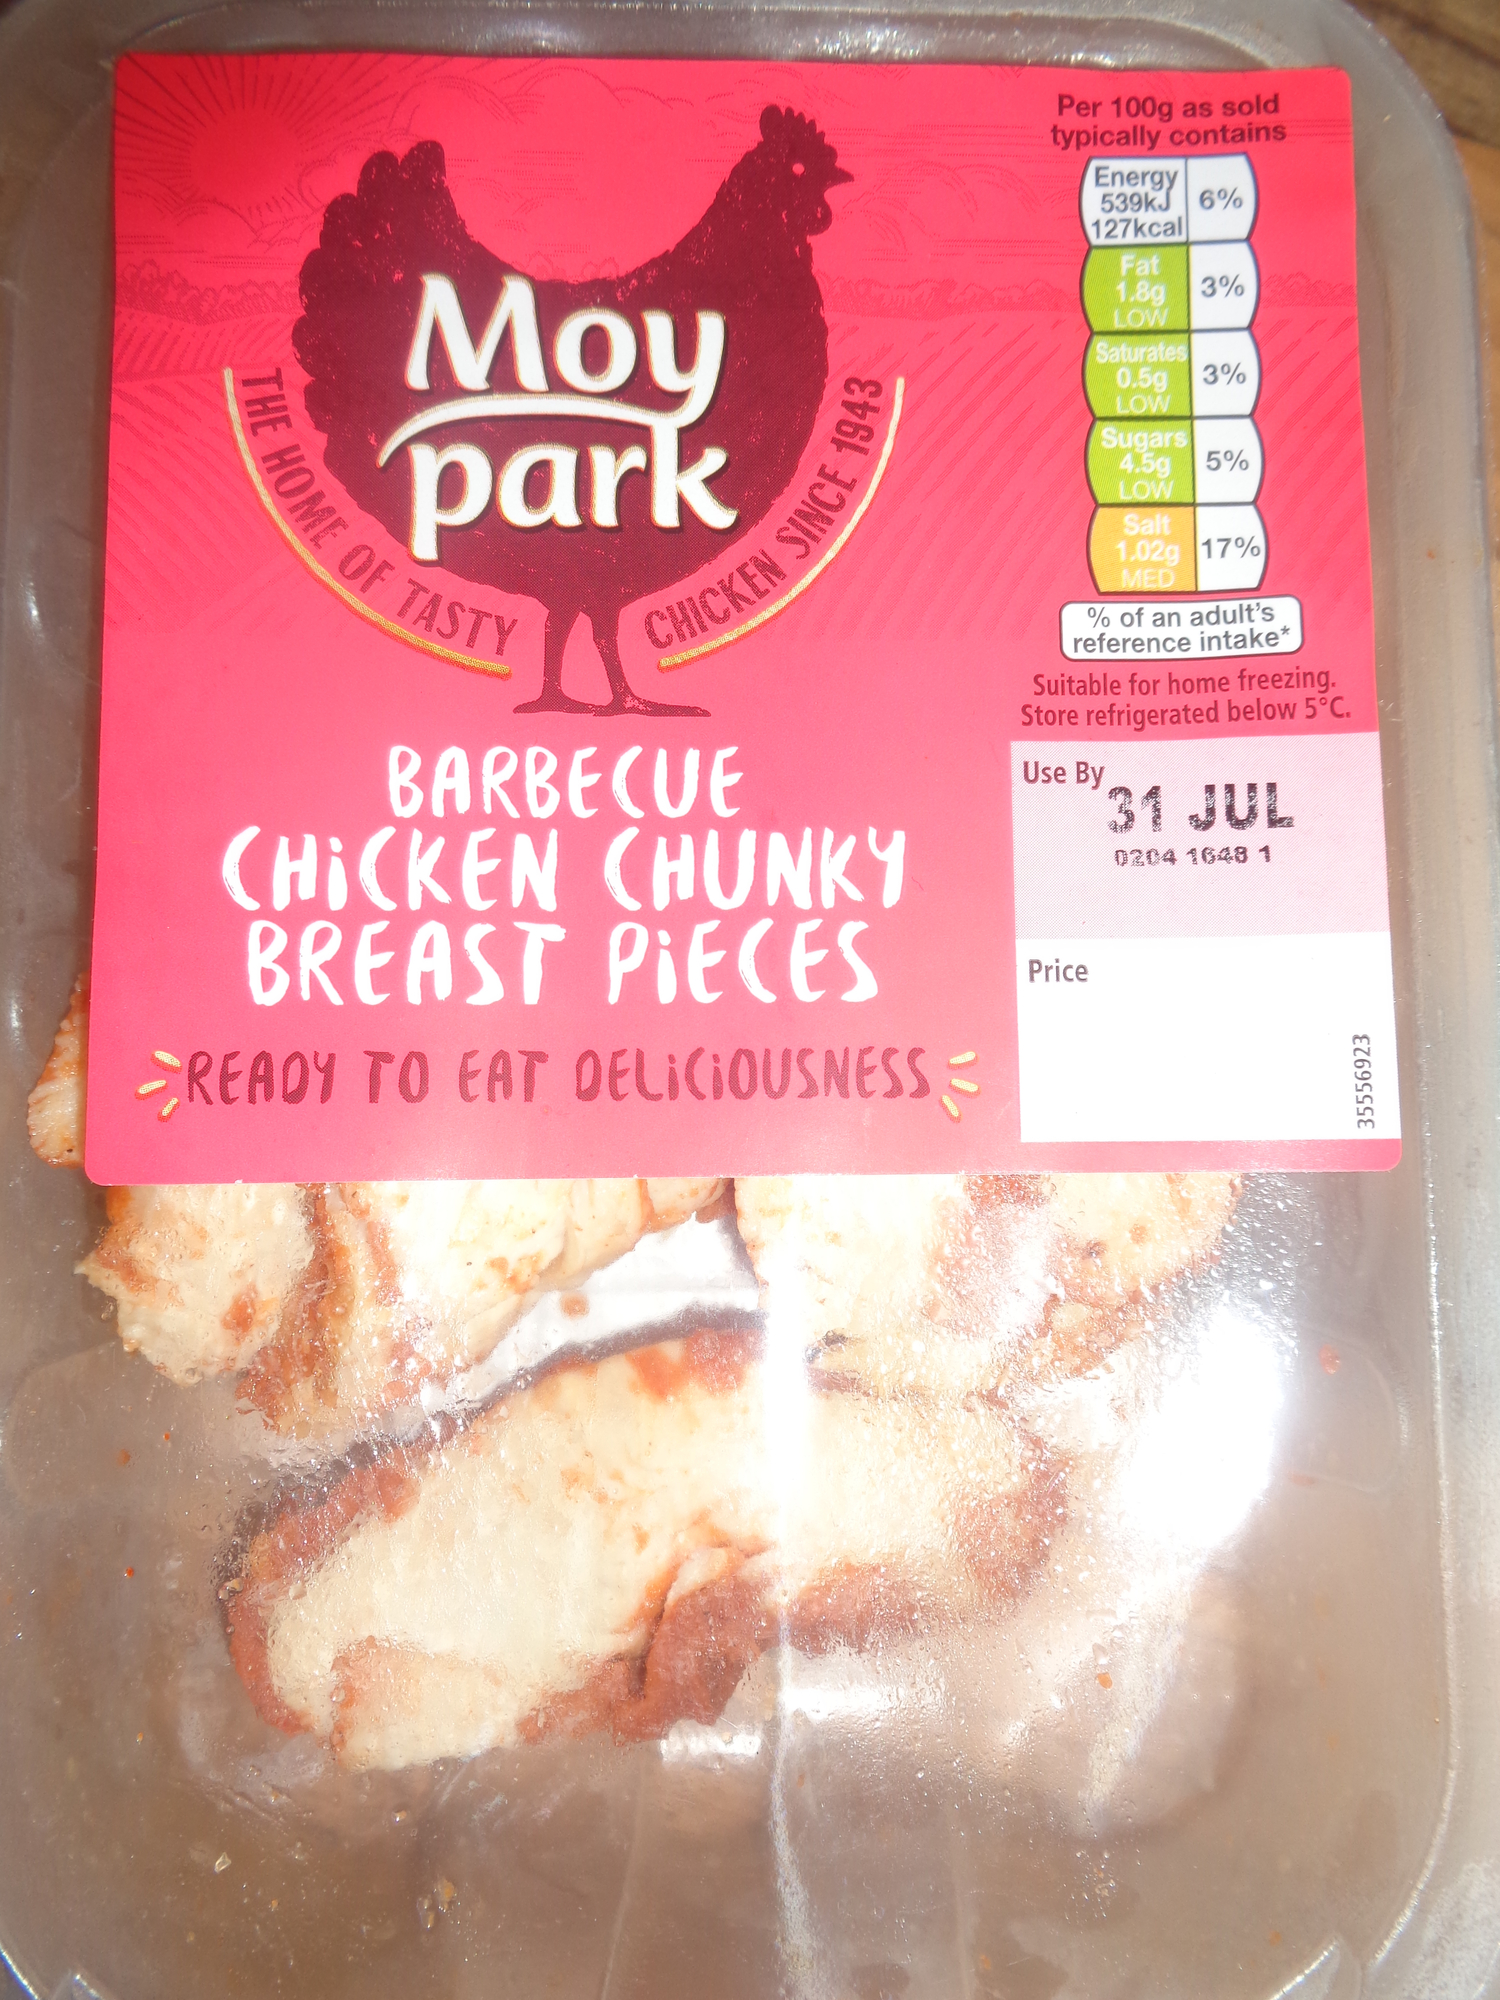 Moy
park
THE HOME OF TASTY CHICKEN SINCE 1943
BARBECUE
CHiCKEN CHUNKY
BREAST PiECES
READY TO EAT DELiCiOUSNESS
Per 100g as sold
typically contains
Energy
539kJ
127kcal
6%
Fat
1.8g
LOW
3%
Saturates
0.5g
LOW
3%
Sugars
4.5g
LOW
5%
Salt
1.02g
MED
17%
% of an adult's
reference intake*
Suitable for home freezing.
Store refrigerated below 5°C.
Use By
31 JUL
0204 1648 1
Price
35556923